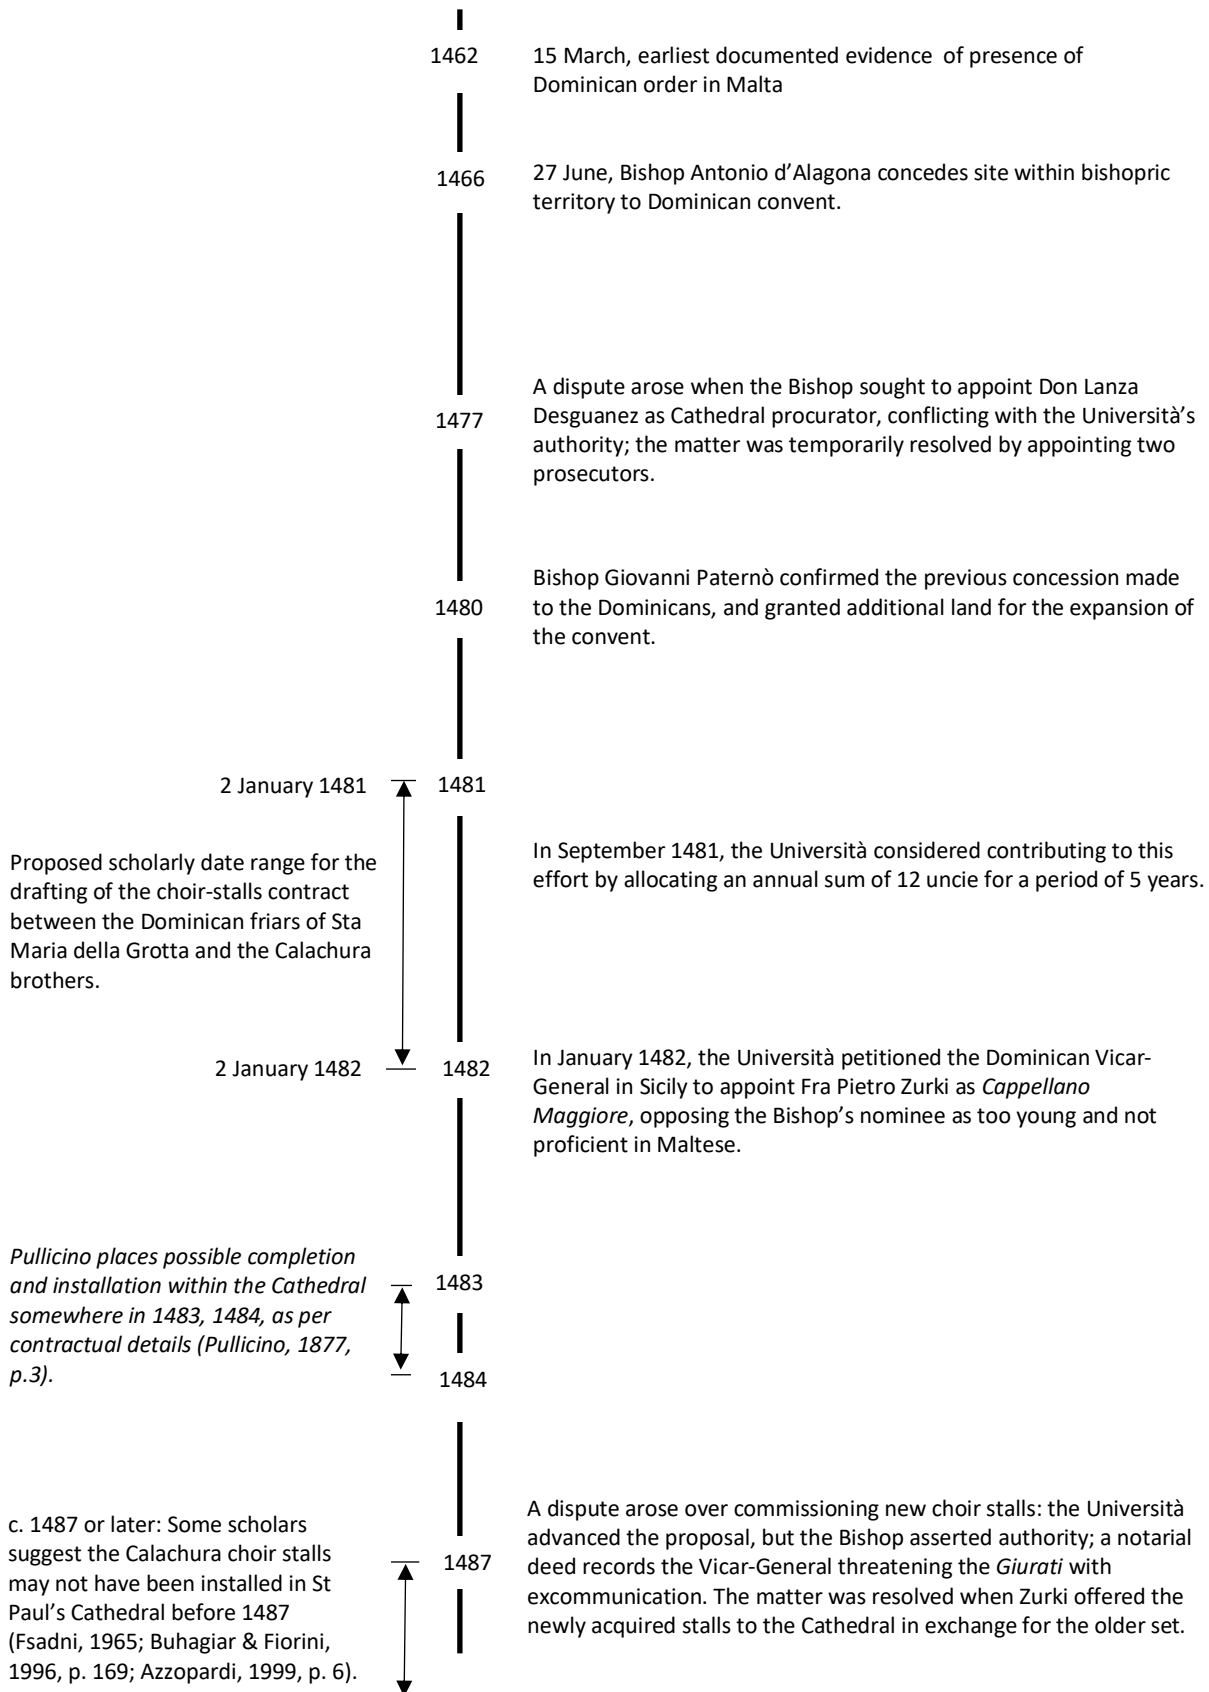 1462
15 March, earliest documented evidence  of presence of
Dominican order in Malta
1466
27 June, Bishop Antonio d’Alagona concedes site within bishopric
territory to Dominican convent.
1477
A dispute arose when the Bishop sought to appoint Don Lanza
Desguanez as Cathedral procurator, conflicting with the Università’s
authority; the matter was temporarily resolved by appointing two
prosecutors.
1480
Bishop Giovanni Paternò confirmed the previous concession made
to the Dominicans, and granted additional land for the expansion of
the convent.
2 January 1481
1481
Proposed scholarly date range for the
drafting of the choir-stalls contract
between the Dominican friars of Sta
Maria della Grotta and the Calachura
brothers.
In September 1481, the Università considered contributing to this
effort by allocating an annual sum of 12 uncie for a period of 5 years.
2 January 1482
1482
In January 1482, the Università petitioned the Dominican Vicar-
General in Sicily to appoint Fra Pietro Zurki as Cappellano
Maggiore, opposing the Bishop’s nominee as too young and not
proficient in Maltese.
Pullicino places possible completion
and installation within the Cathedral
somewhere in 1483, 1484, as per
contractual details (Pullicino, 1877,
p.3).
1483
1484
c. 1487 or later: Some scholars
suggest the Calachura choir stalls
may not have been installed in St
Paul’s Cathedral before 1487
(Fsadni, 1965; Buhagiar & Fiorini,
1996, p. 169; Azzopardi, 1999, p. 6).
1487
A dispute arose over commissioning new choir stalls: the Università
advanced the proposal, but the Bishop asserted authority; a notarial
deed records the Vicar-General threatening the Giurati with
excommunication. The matter was resolved when Zurki offered the
newly acquired stalls to the Cathedral in exchange for the older set.